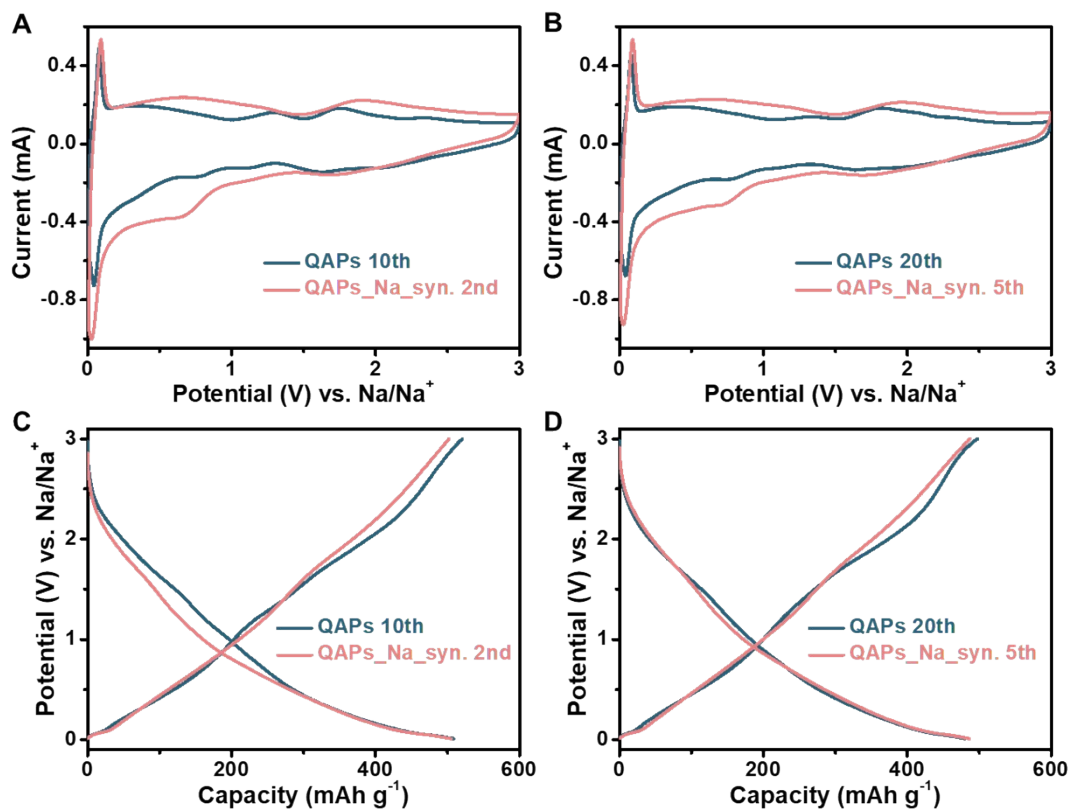 A
Current (mA)
0.4
0.0
-0.4
-0.8
QAPs 10th
QAPs_Na_syn. 2nd
0
1
2
3
Potential (V) vs. Na/Na⁺
B
Current (mA)
0.4
0.0
-0.4
-0.8
QAPs 20th
QAPs_Na_syn. 5th
0
1
2
3
Potential (V) vs. Na/Na⁺
C
Potential (V) vs. Na/Na⁺
3
2
1
0
QAPs 10th
QAPs_Na_syn. 2nd
0
200
400
600
Capacity (mAh g⁻¹)
D
Potential (V) vs. Na/Na⁺
3
2
1
0
QAPs 20th
QAPs_Na_syn. 5th
0
200
400
600
Capacity (mAh g⁻¹)